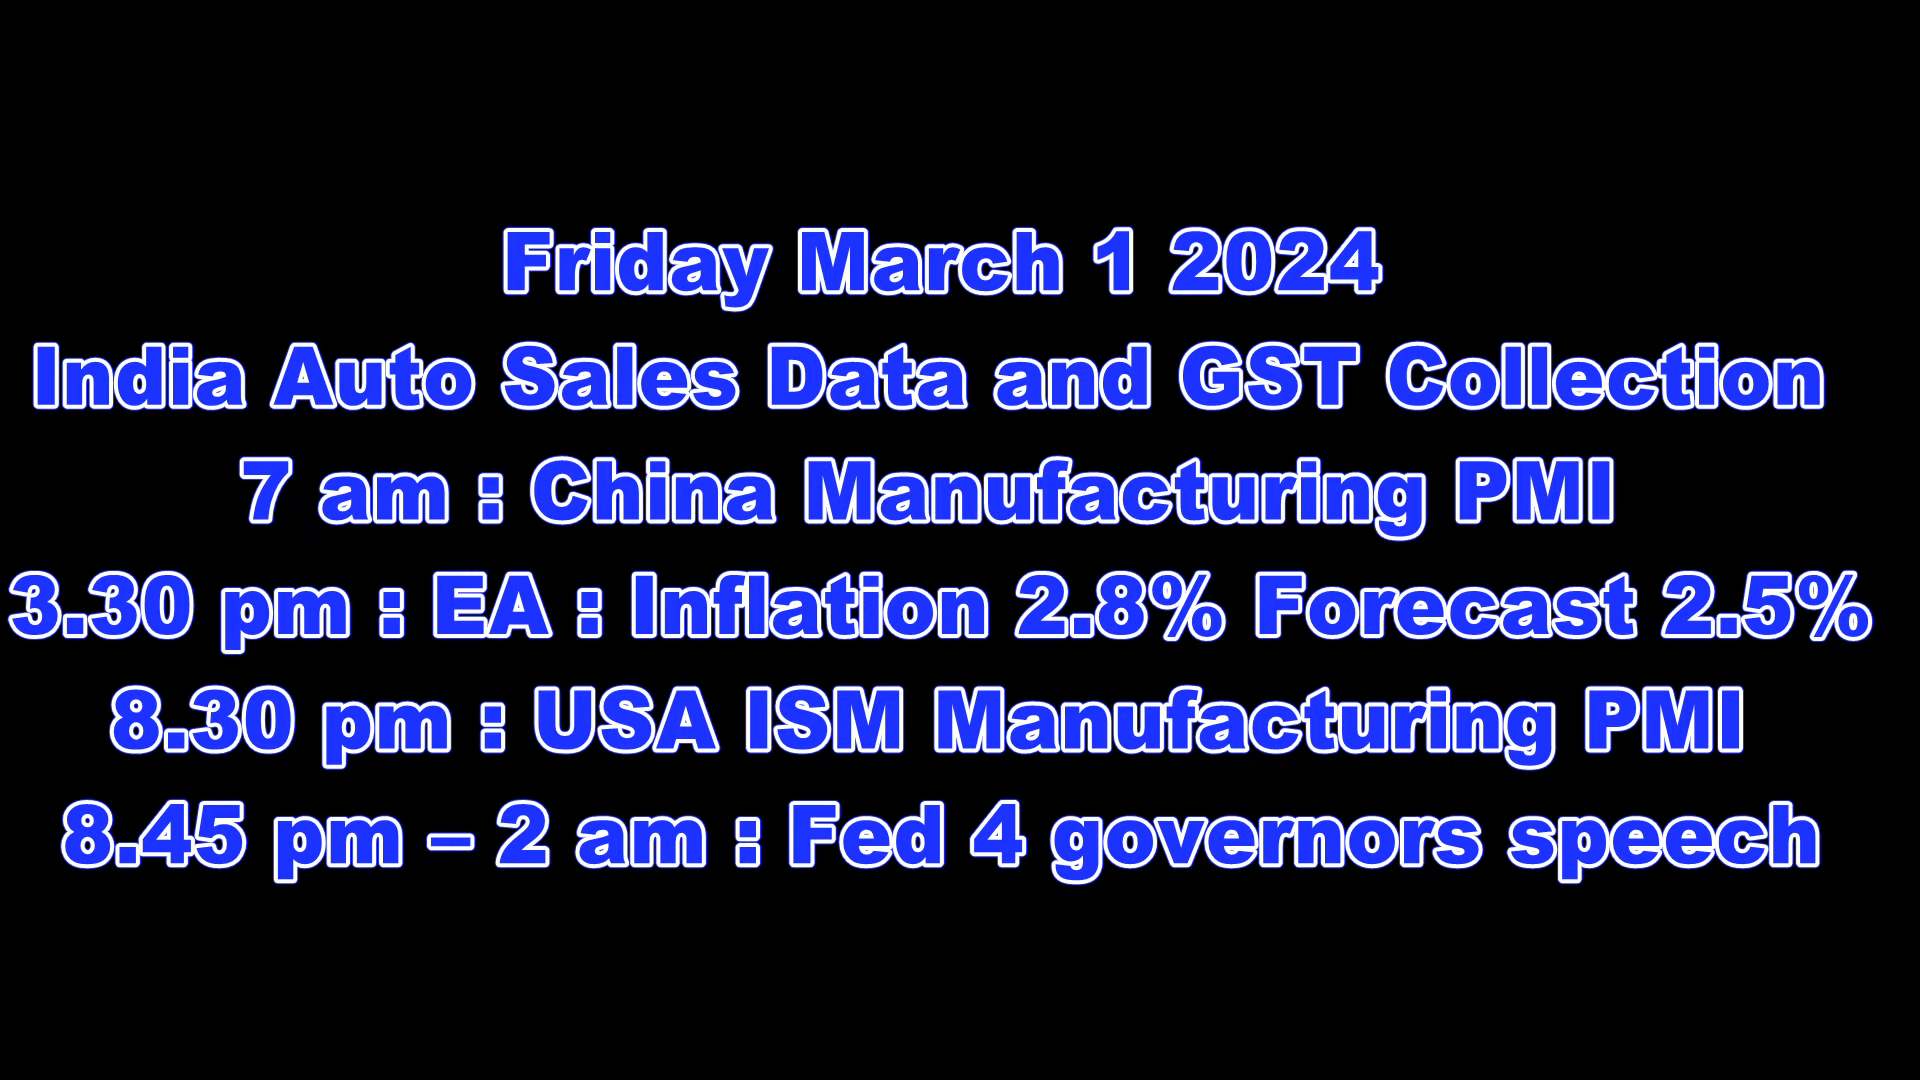 Friday March 1 2024
India Auto Sales Data and GST Collection
7 am : China Manufacturing PMI
3.30 pm : EA : Inflation 2.8% Forecast 2.5%
8.30 pm : USA ISM Manufacturing PMI
8.45 pm – 2 am : Fed 4 governors speech